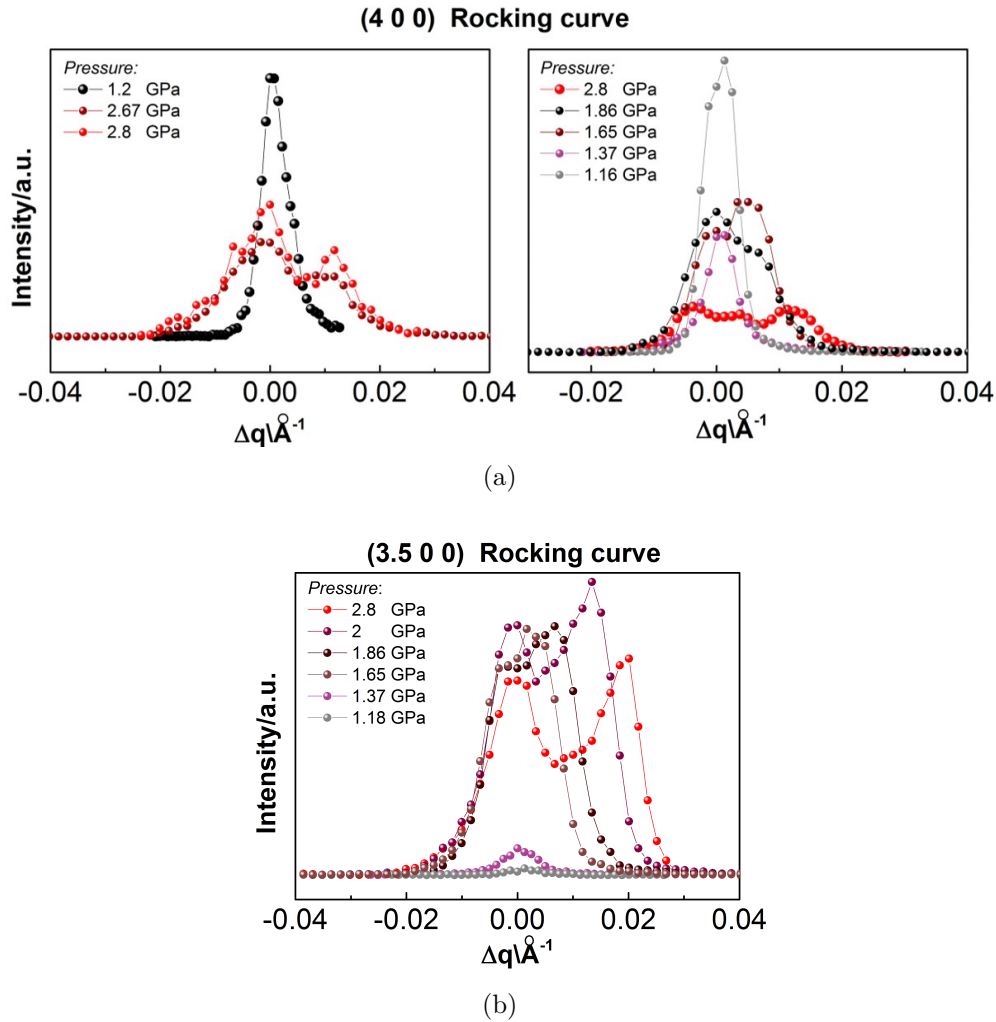 (4 0 0) Rocking curve
Pressure:
1.2 GPa
2.67 GPa
2.8 GPa
Intensity/a.u.
-0.04 -0.02 0.00 0.02 0.04
Δq\Å-1
Pressure:
2.8 GPa
1.86 GPa
1.65 GPa
1.37 GPa
1.16 GPa
-0.02 0.00 0.02 0.04
Δq\Å-1
(a)
(3.5 0 0) Rocking curve
Pressure:
2.8 GPa
2 GPa
1.86 GPa
1.65 GPa
1.37 GPa
1.18 GPa
Intensity/a.u.
-0.04 -0.02 0.00 0.02 0.04
Δq\Å-1
(b)